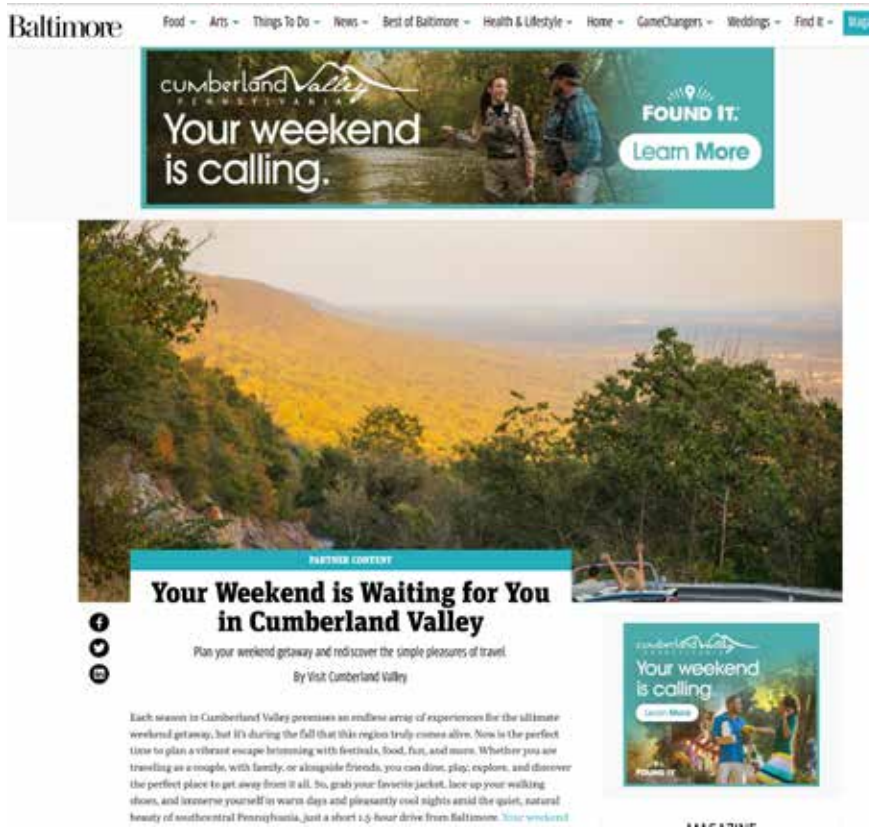 Baltimore
Food Arts Things To Do News Best of Baltimore Health & Lifestyle Home GameChangers Weddings Find It Maga
cumberland Valley
PENNSYLVANIA
Your weekend
is calling.
FOUND IT.
Learn More
PARTNER CONTENT
Your Weekend is Waiting for You
in Cumberland Valley
Plan your weekend getaway and rediscover the simple pleasures of travel.
By Visit Cumberland Valley
Each season in Cumberland Valley promises an endless array of experiences for the ultimate
weekend getaway, but it's during the fall that this region truly comes alive. Now is the perfect
time to plan a vibrant escape brimming with festivals, food, fun, and more. Whether you are
traveling as a couple, with family, or alongside friends, you can dine, play, explore, and discover
the perfect place to get away from it all. So, grab your favorite jacket, lace up your walking
shoes, and immerse yourself in warm days and pleasantly cool nights amid the quiet, natural
beauty of southcentral Pennsylvania, just a short 1.5-hour drive from Baltimore. Your weekend
cumberland Valley
PENNSYLVANIA
Your weekend
is calling.
Learn More
FOUND IT.
MAGAZINE